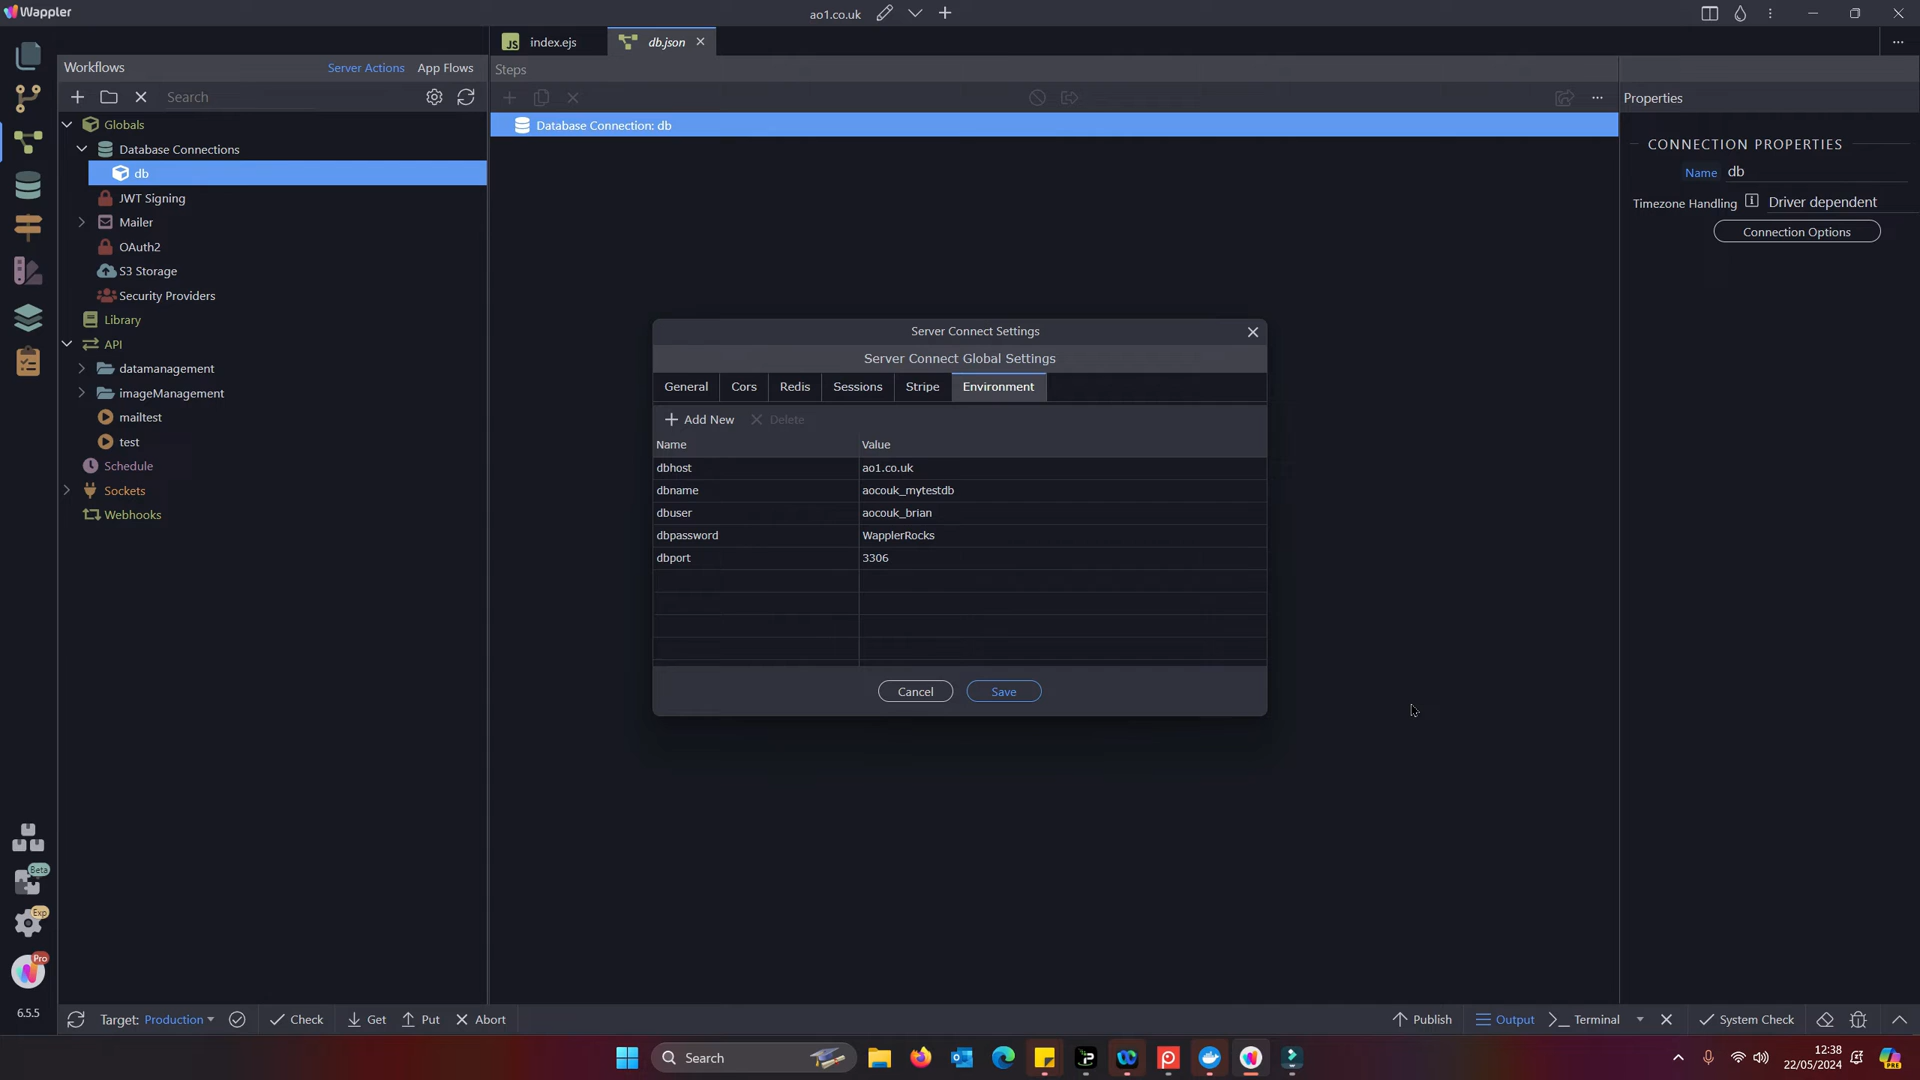 Wappler
ao1.co.uk
index.ejs
db.json
Workflows
Server Actions
App Flows
Steps
Search
Properties
Globals
Database Connections
db
JWT Signing
Mailer
OAuth2
S3 Storage
Security Providers
Library
API
datamanagement
imageManagement
mailtest
test
Schedule
Sockets
Webhooks
Database Connection: db
CONNECTION PROPERTIES
Name db
Timezone Handling Driver dependent
Connection Options
Server Connect Settings
Server Connect Global Settings
General Cors Redis Sessions Stripe Environment
Add New Delete
Name Value
dbhost ao1.co.uk
dbname aocouk_mytestdb
dbuser aocouk_brian
dbpassword WapplerRocks
dbport 3306
Cancel Save
Beta
Exp
Pro
6.5.5
Target: Production Check Get Put Abort
Publish Output Terminal System Check
Search
12:38
22/05/2024
PRE